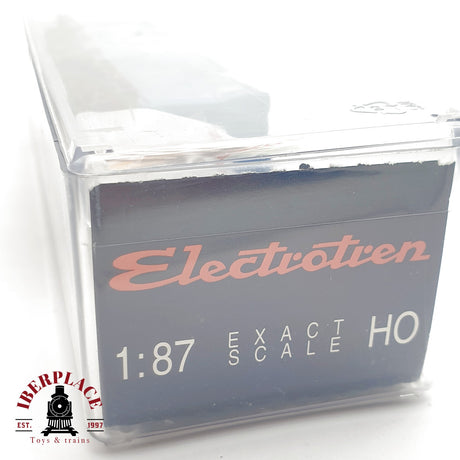 Electrotren
1:87 EXACT SCALE HO
IBERPLACE
EST. 1997
Toys & trains